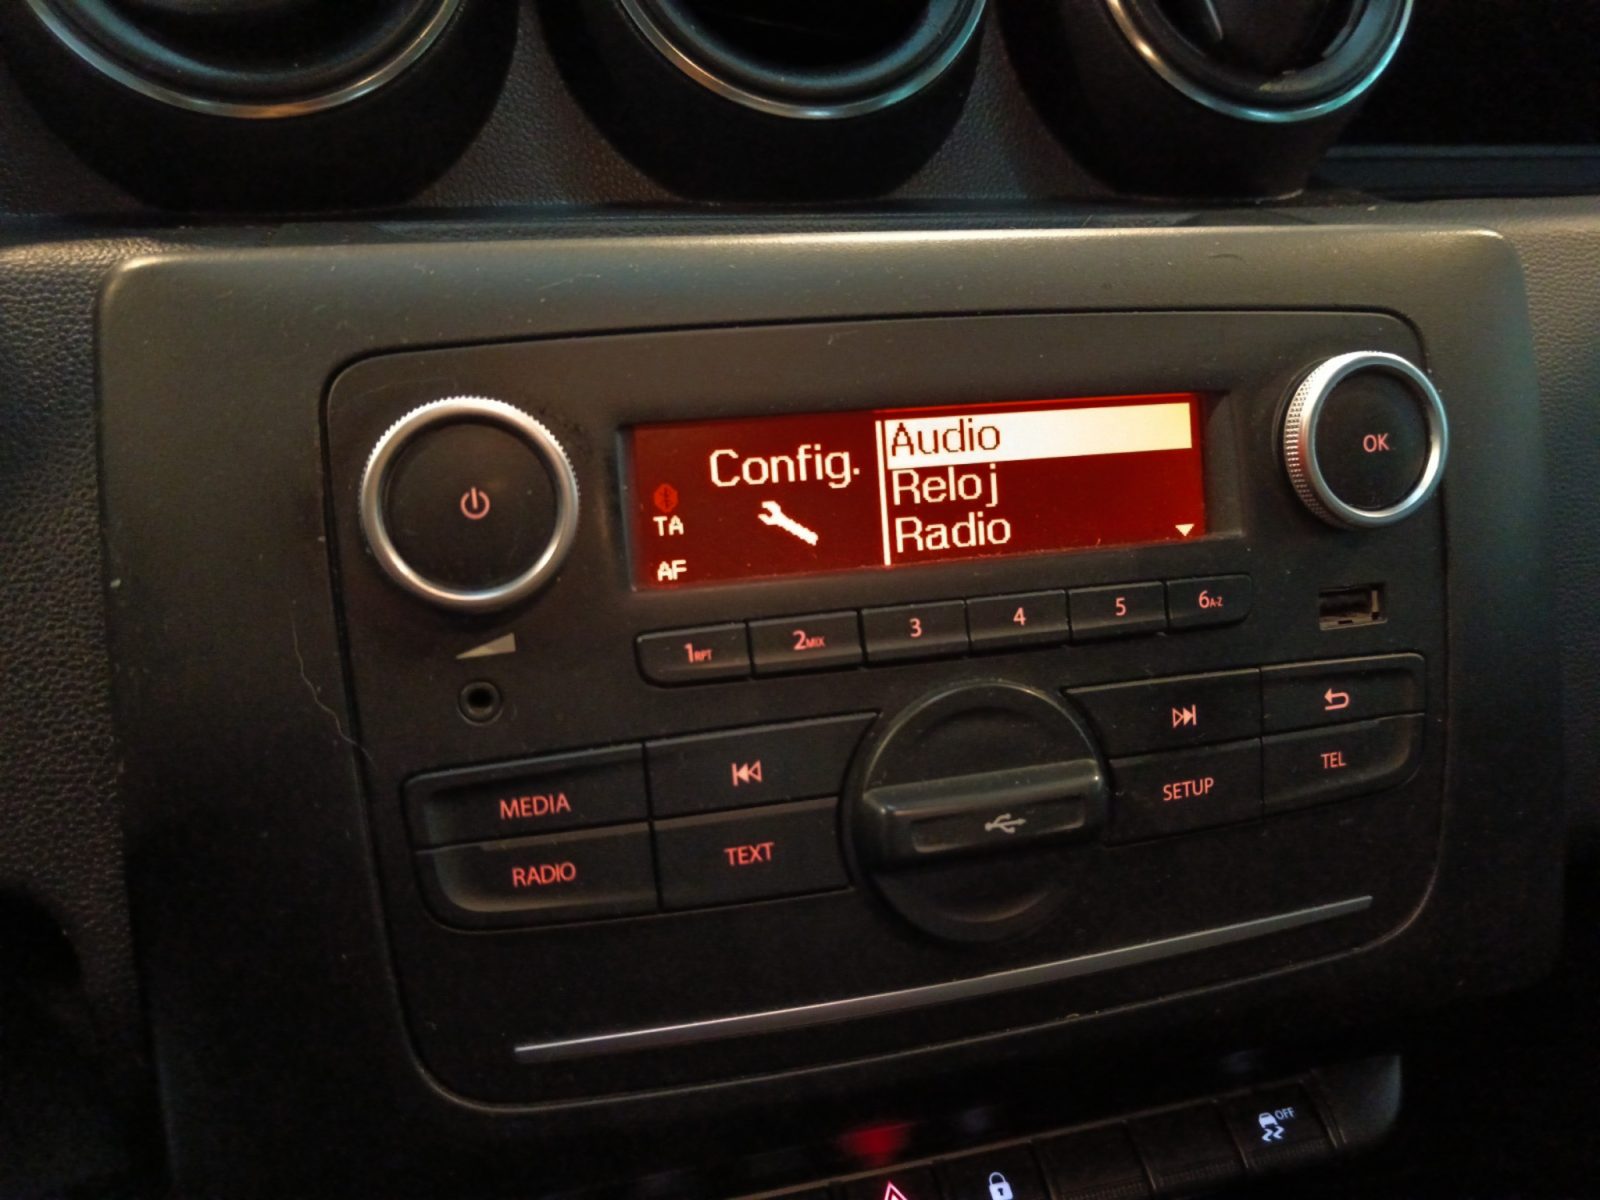 Config.
TA
AF
Audio
Reloj
Radio
OK
1RPT
2MIX
3
4
5
6A-Z
MEDIA
RADIO
TEXT
SETUP
TEL
OFF